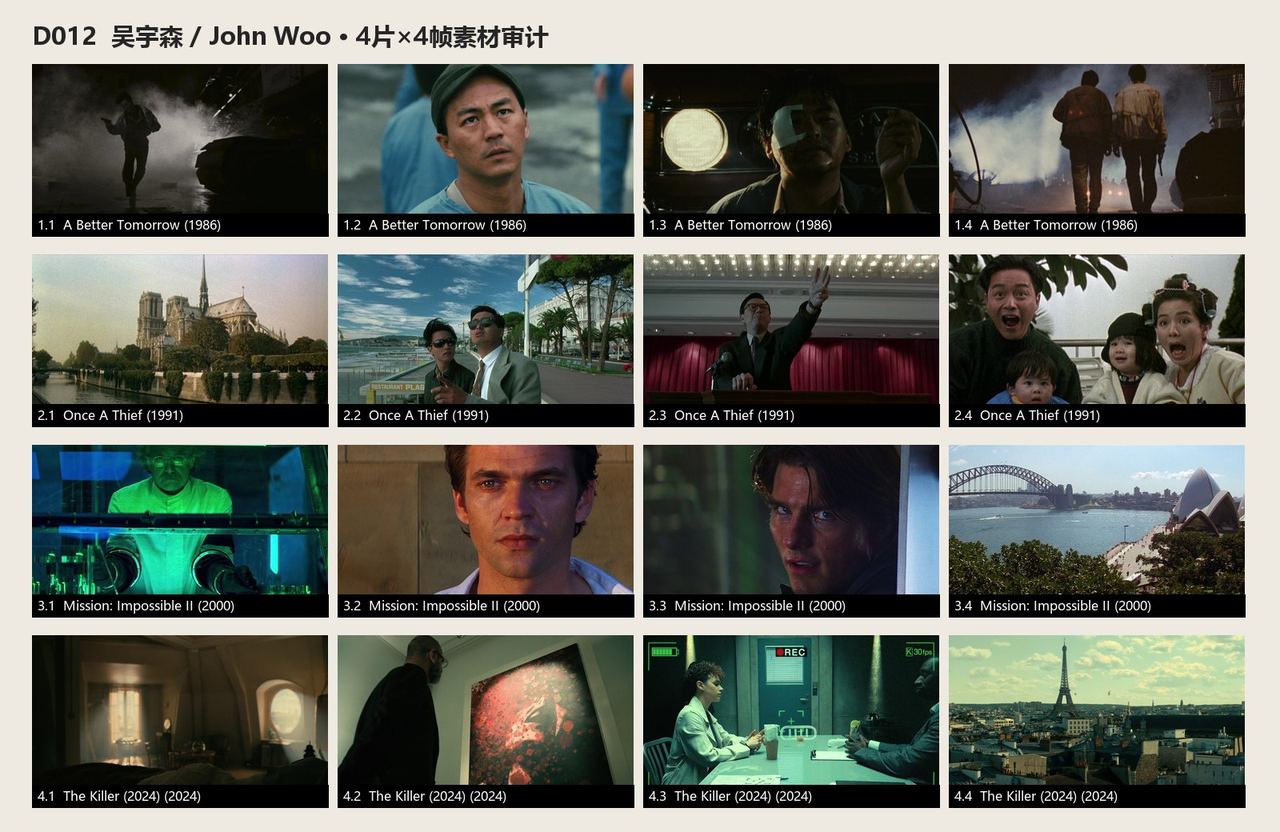 D012 吴宇森 / John Woo • 4片×4帧素材审计
1.1 A Better Tomorrow (1986)
1.2 A Better Tomorrow (1986)
1.3 A Better Tomorrow (1986)
1.4 A Better Tomorrow (1986)
RESTAURANT PLAG
2.1 Once A Thief (1991)
2.2 Once A Thief (1991)
2.3 Once A Thief (1991)
2.4 Once A Thief (1991)
3.1 Mission: Impossible II (2000)
3.2 Mission: Impossible II (2000)
3.3 Mission: Impossible II (2000)
3.4 Mission: Impossible II (2000)
REC
K 30fps
4.1 The Killer (2024) (2024)
4.2 The Killer (2024) (2024)
4.3 The Killer (2024) (2024)
4.4 The Killer (2024) (2024)